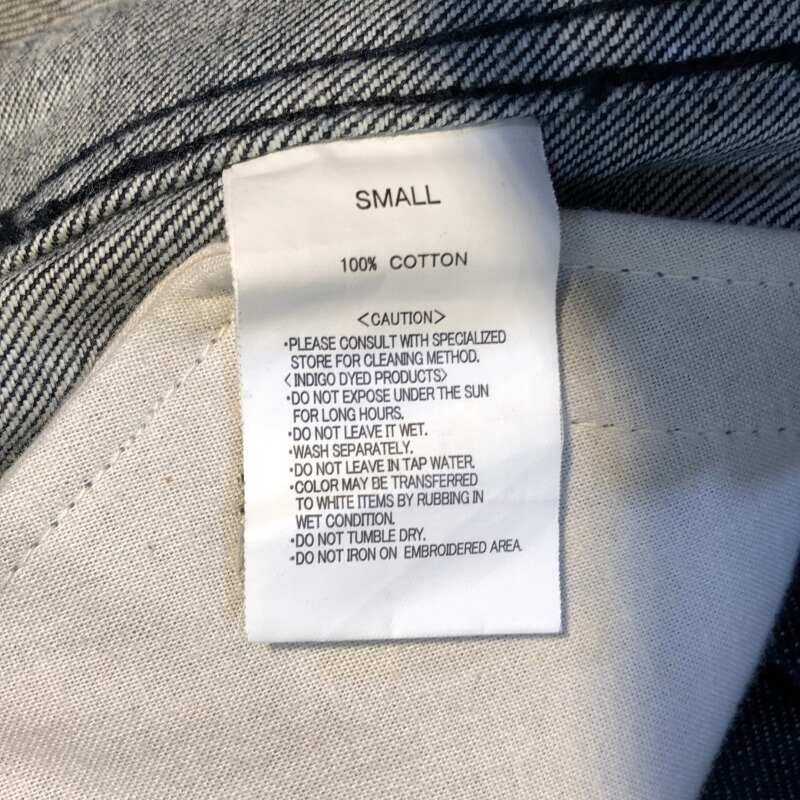 SMALL
100% COTTON
<CAUTION>
•PLEASE CONSULT WITH SPECIALIZED
STORE FOR CLEANING METHOD.
<INDIGO DYED PRODUCTS>
•DO NOT EXPOSE UNDER THE SUN
FOR LONG HOURS.
•DO NOT LEAVE IT WET.
•WASH SEPARATELY.
•DO NOT LEAVE IN TAP WATER.
•COLOR MAY BE TRANSFERRED
TO WHITE ITEMS BY RUBBING IN
WET CONDITION.
•DO NOT TUMBLE DRY.
•DO NOT IRON ON EMBROIDERED AREA.